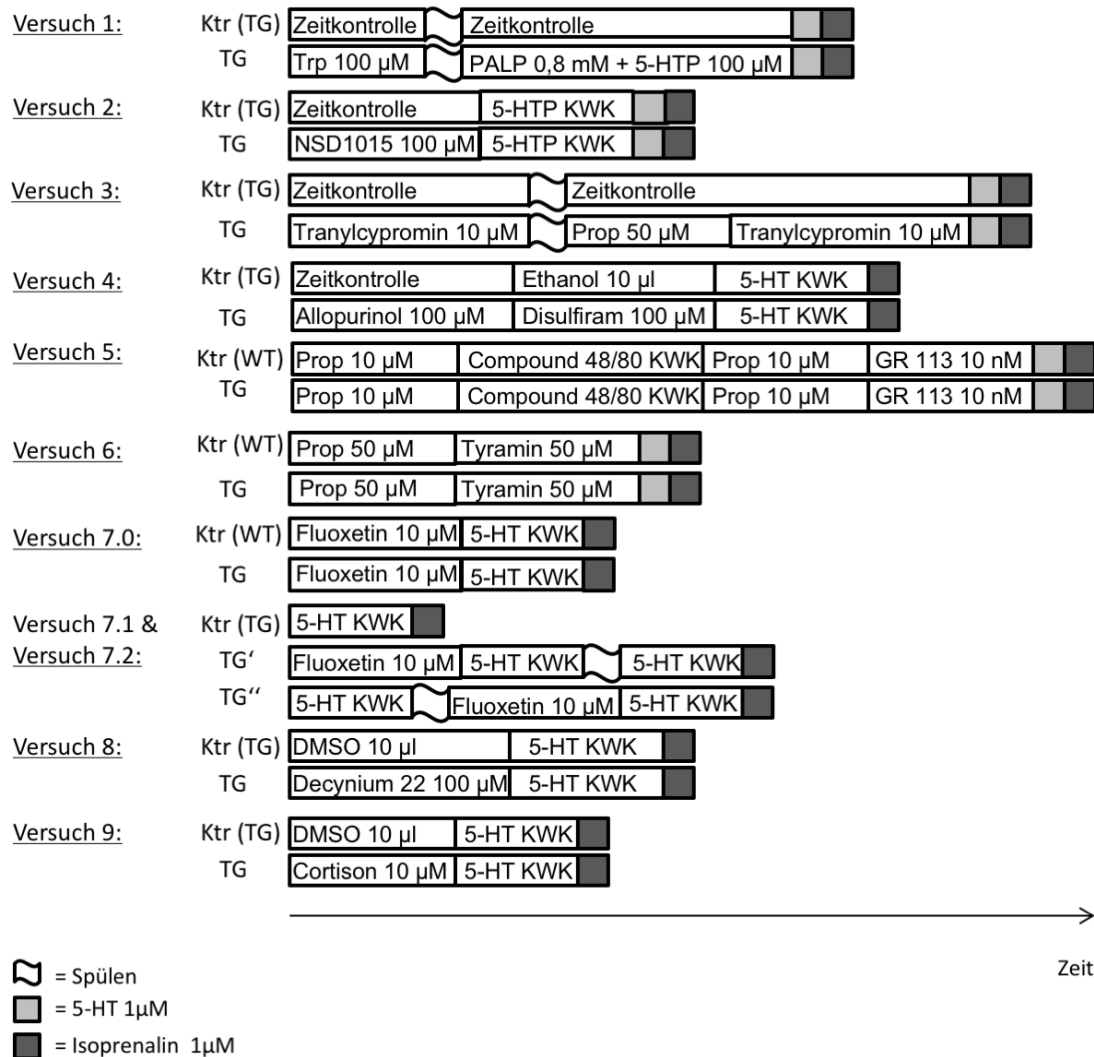 Versuch 1: Ktr (TG) Zeitkontrolle Zeitkontrolle
TG Trp 100 µM PALP 0,8 mM + 5-HTP 100 µM
Versuch 2: Ktr (TG) Zeitkontrolle 5-HTP KWK
TG NSD1015 100 µM 5-HTP KWK
Versuch 3: Ktr (TG) Zeitkontrolle Zeitkontrolle
TG Tranylcypromin 10 µM Prop 50 µM Tranylcypromin 10 µM
Versuch 4: Ktr (TG) Zeitkontrolle Ethanol 10 µl 5-HT KWK
TG Allopurinol 100 µM Disulfiram 100 µM 5-HT KWK
Versuch 5: Ktr (WT) Prop 10 µM Compound 48/80 KWK Prop 10 µM GR 113 10 nM
TG Prop 10 µM Compound 48/80 KWK Prop 10 µM GR 113 10 nM
Versuch 6: Ktr (WT) Prop 50 µM Tyramin 50 µM
TG Prop 50 µM Tyramin 50 µM
Versuch 7.0: Ktr (WT) Fluoxetin 10 µM 5-HT KWK
TG Fluoxetin 10 µM 5-HT KWK
Versuch 7.1 & Ktr (TG) 5-HT KWK
Versuch 7.2: TG‘ Fluoxetin 10 µM 5-HT KWK 5-HT KWK
TG‘‘ 5-HT KWK Fluoxetin 10 µM 5-HT KWK
Versuch 8: Ktr (TG) DMSO 10 µl 5-HT KWK
TG Decynium 22 100 µM 5-HT KWK
Versuch 9: Ktr (TG) DMSO 10 µl 5-HT KWK
TG Cortison 10 µM 5-HT KWK
Zeit
= Spülen
= 5-HT 1µM
= Isoprenalin 1µM